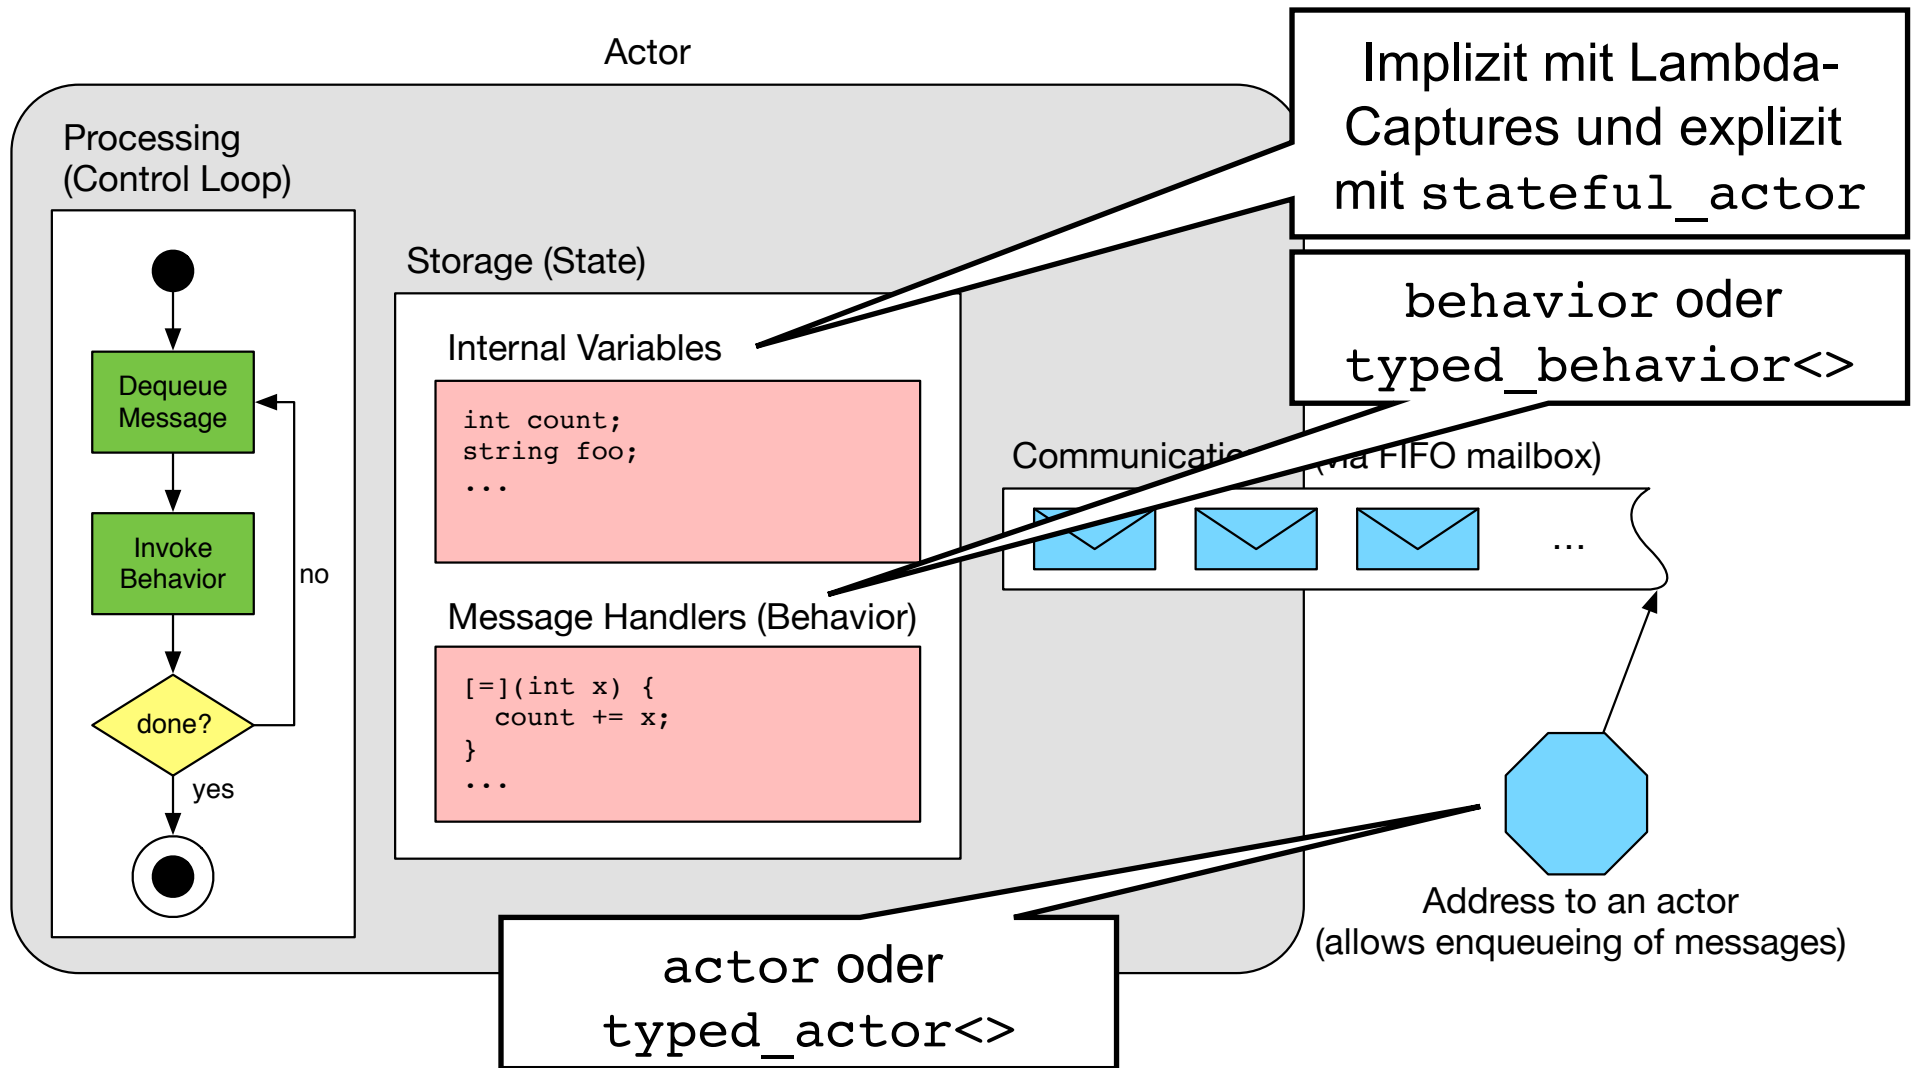 Actor
Implizit mit Lambda-
Captures und explizit
mit stateful_actor
Processing
(Control Loop)
Storage (State)
behavior oder
typed_behavior<>
Internal Variables
Dequeue
Message
int count;
string foo;
...
Communicatio (via FIFO mailbox)
...
Invoke
Behavior
no
Message Handlers (Behavior)
[=](int x) {
count += x;
}
...
done?
yes
Address to an actor
(allows enqueueing of messages)
actor oder
typed_actor<>